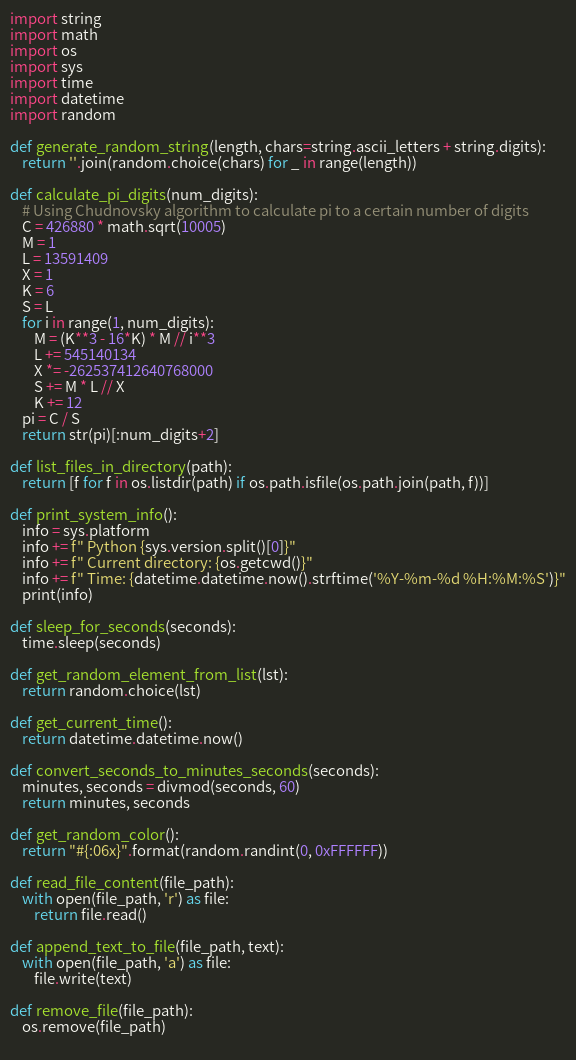 import string
import math
import os
import sys
import time
import datetime
import random

def generate_random_string(length, chars=string.ascii_letters + string.digits):
    return ''.join(random.choice(chars) for _ in range(length))

def calculate_pi_digits(num_digits):
    # Using Chudnovsky algorithm to calculate pi to a certain number of digits
    C = 426880 * math.sqrt(10005)
    M = 1
    L = 13591409
    X = 1
    K = 6
    S = L
    for i in range(1, num_digits):
        M = (K**3 - 16*K) * M // i**3
        L += 545140134
        X *= -262537412640768000
        S += M * L // X
        K += 12
    pi = C / S
    return str(pi)[:num_digits+2]

def list_files_in_directory(path):
    return [f for f in os.listdir(path) if os.path.isfile(os.path.join(path, f))]

def print_system_info():
    info = sys.platform
    info += f" Python {sys.version.split()[0]}"
    info += f" Current directory: {os.getcwd()}"
    info += f" Time: {datetime.datetime.now().strftime('%Y-%m-%d %H:%M:%S')}"
    print(info)

def sleep_for_seconds(seconds):
    time.sleep(seconds)

def get_random_element_from_list(lst):
    return random.choice(lst)

def get_current_time():
    return datetime.datetime.now()

def convert_seconds_to_minutes_seconds(seconds):
    minutes, seconds = divmod(seconds, 60)
    return minutes, seconds

def get_random_color():
    return "#{:06x}".format(random.randint(0, 0xFFFFFF))

def read_file_content(file_path):
    with open(file_path, 'r') as file:
        return file.read()

def append_text_to_file(file_path, text):
    with open(file_path, 'a') as file:
        file.write(text)

def remove_file(file_path):
    os.remove(file_path)